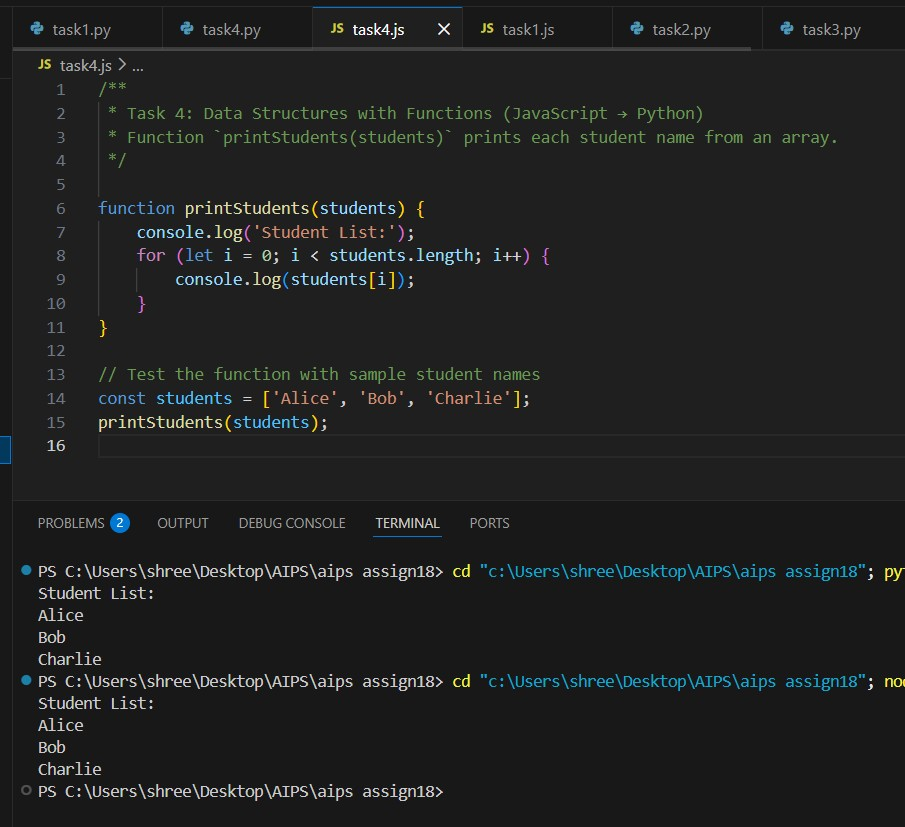 task1.py task4.py JS task4.js JS task1.js task2.py task3.py
JS task4.js > ...
1 /**
2 * Task 4: Data Structures with Functions (JavaScript → Python)
3 * Function `printStudents(students)` prints each student name from an array.
4 */
5
6 function printStudents(students) {
7 console.log('Student List:');
8 for (let i = 0; i < students.length; i++) {
9 console.log(students[i]);
10 }
11 }
12
13 // Test the function with sample student names
14 const students = ['Alice', 'Bob', 'Charlie'];
15 printStudents(students);
16
PROBLEMS 2 OUTPUT DEBUG CONSOLE TERMINAL PORTS
PS C:\Users\shree\Desktop\AIPS\aips assign18> cd "c:\Users\shree\Desktop\AIPS\aips assign18"; py
Student List:
Alice
Bob
Charlie
PS C:\Users\shree\Desktop\AIPS\aips assign18> cd "c:\Users\shree\Desktop\AIPS\aips assign18"; no
Student List:
Alice
Bob
Charlie
PS C:\Users\shree\Desktop\AIPS\aips assign18>